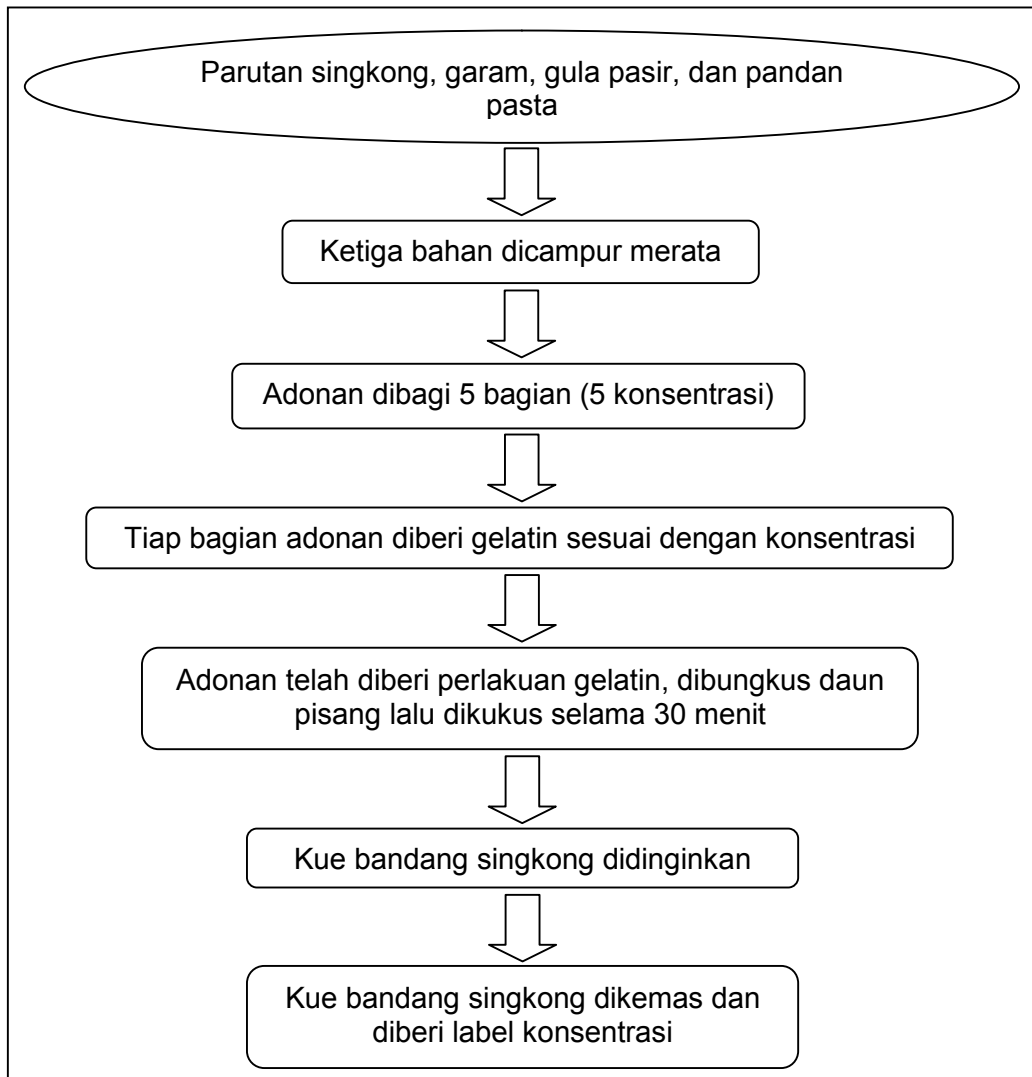 Parutan singkong, garam, gula pasir, dan pandan
pasta
Ketiga bahan dicampur merata
Adonan dibagi 5 bagian (5 konsentrasi)
Tiap bagian adonan diberi gelatin sesuai dengan konsentrasi
Adonan telah diberi perlakuan gelatin, dibungkus daun
pisang lalu dikukus selama 30 menit
Kue bandang singkong didinginkan
Kue bandang singkong dikemas dan
diberi label konsentrasi